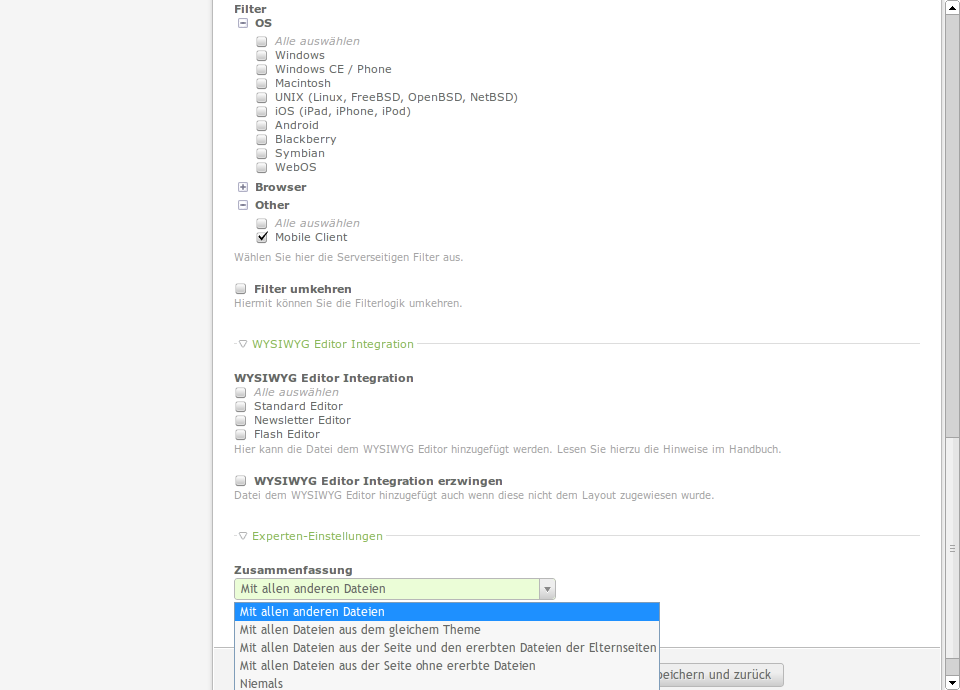 Filter
OS
Alle auswählen
Windows
Windows CE / Phone
Macintosh
UNIX (Linux, FreeBSD, OpenBSD, NetBSD)
iOS (iPad, iPhone, iPod)
Android
Blackberry
Symbian
WebOS
Browser
Other
Alle auswählen
Mobile Client
Wählen Sie hier die Serverseitigen Filter aus.
Filter umkehren
Hiermit können Sie die Filterlogik umkehren.
WYSIWYG Editor Integration
WYSIWYG Editor Integration
Alle auswählen
Standard Editor
Newsletter Editor
Flash Editor
Hier kann die Datei dem WYSIWYG Editor hinzugefügt werden. Lesen Sie hierzu die Hinweise im Handbuch.
WYSIWYG Editor Integration erzwingen
Datei dem WYSIWYG Editor hinzugefügt auch wenn diese nicht dem Layout zugewiesen wurde.
Experten-Einstellungen
Zusammenfassung
Mit allen anderen Dateien
Mit allen anderen Dateien
Mit allen Dateien aus dem gleichem Theme
Mit allen Dateien aus der Seite und den ererbten Dateien der Elternseiten
Mit allen Dateien aus der Seite ohne ererbte Dateien
peichern und zurück
Niemals